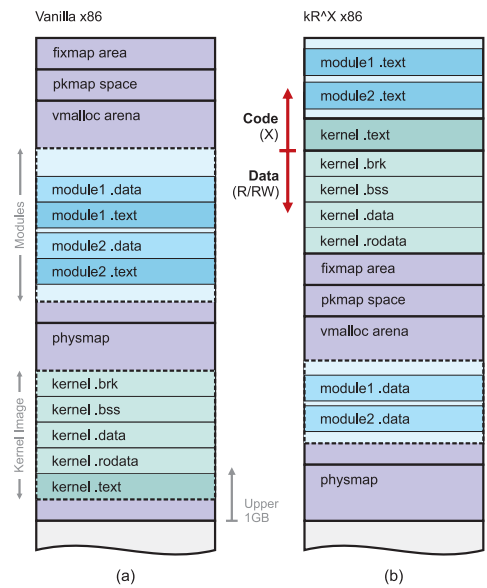 Vanilla x86
fixmap area
pkmap space
vmalloc arena
module1 .data
module1 .text
module2 .data
module2 .text
Modules
physmap
kernel .brk
kernel .bss
kernel .data
kernel .rodata
kernel .text
Kernel Image
Upper
1GB
(a)
kR^X x86
module1 .text
module2 .text
Code
(X)
kernel .text
Data
(R/RW)
kernel .brk
kernel .bss
kernel .data
kernel .rodata
fixmap area
pkmap space
vmalloc arena
module1 .data
module2 .data
physmap
(b)